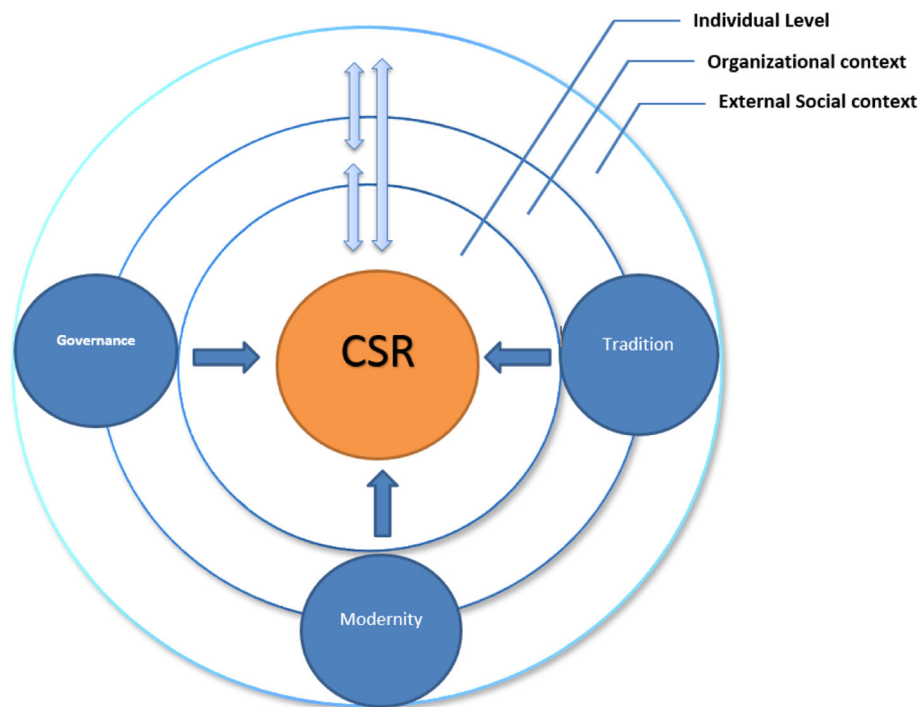 Individual Level
Organizational context
External Social context
Governance
CSR
Tradition
Modernity